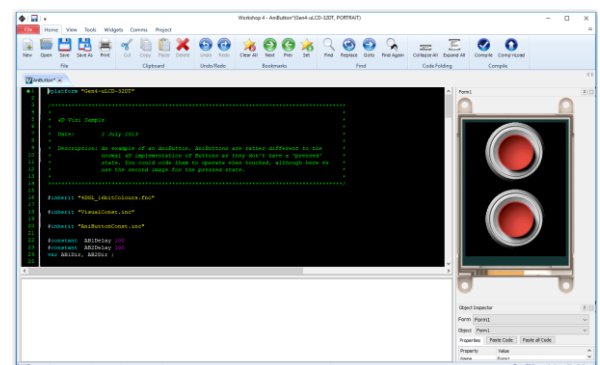 Workshop 4 - AniButton*(Gen4-uLCD-32DT, PORTRAIT)
File Home View Tools Widgets Comms Project
New Open Save Save As Print Cut Copy Paste Delete Undo Redo Clear All Next Prev Set Find Replace Goto Find Again Collapse All Expand All Compile Comp'nLoad
File Clipboard Undo/Redo Bookmarks Find Code Folding Compile
AniButton*
#platform "Gen4-uLCD-32DT"
4D Visi Sample
Date: 2 July 2013
Description: An example of an AniButton. AniButtons are rather different to the
normal 4D implementation of Buttons as they don't have a 'pressed'
state. You could code them to operate when touched, although here we
use the second image for the pressed state.
#inherit "4DGL_16bitColours.fnc"
#inherit "VisualConst.inc"
#inherit "AniButtonConst.inc"
#constant AB1Delay 100
#constant AB2Delay 100
var AB1Dir, AB2Dir ;
Form1
Object Inspector
Form Form1
Object Form1
Properties Paste Code Paste all Code
Property Value
Name Form1